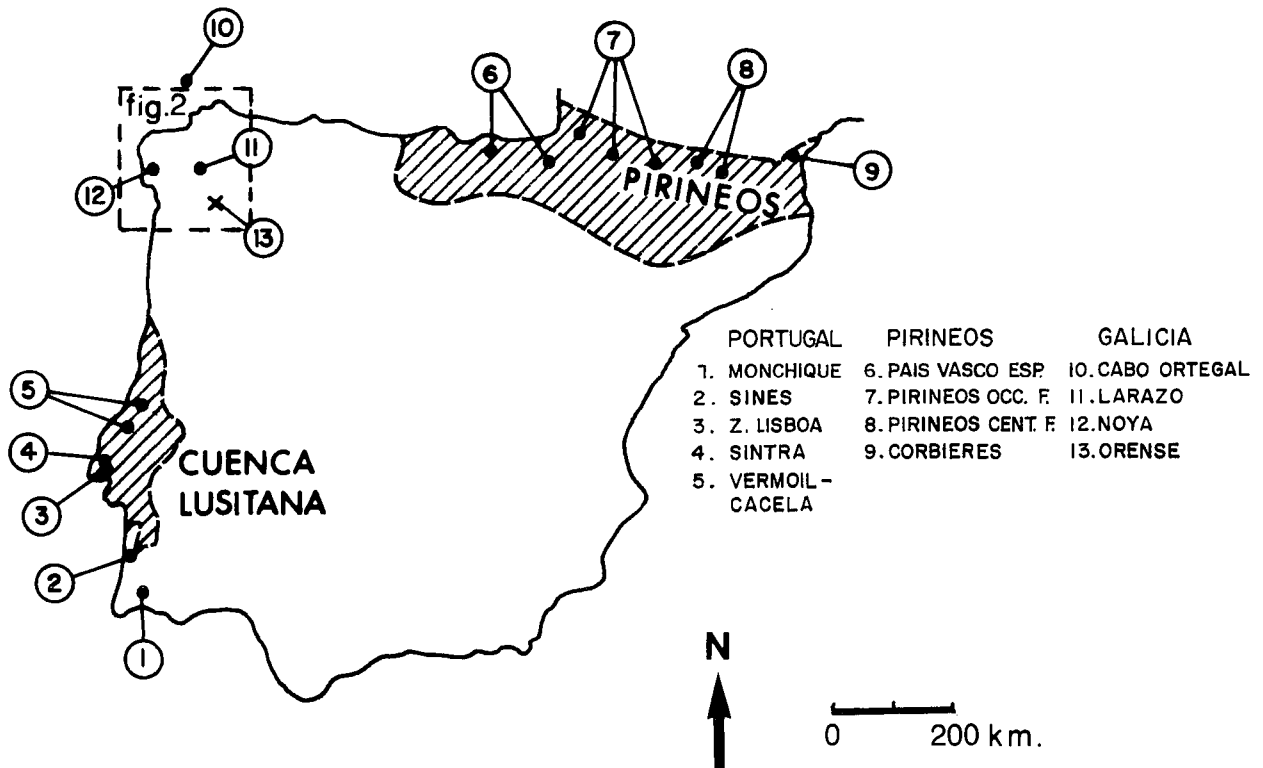 10
7
6
8
fig.2
11
9
12
PIRINEOS
13
PORTUGAL PIRINEOS GALICIA
1. MONCHIQUE 6. PAIS VASCO ESP. 10. CABO ORTEGAL
2. SINES 7. PIRINEOS OCC. F. 11. LARAZO
3. Z. LISBOA 8. PIRINEOS CENT. F. 12. NOYA
4. SINTRA 9. CORBIERES 13. ORENSE
5. VERMOIL-
CACELA
5
4
CUENCA
LUSITANA
3
2
1
N
0 200 km.